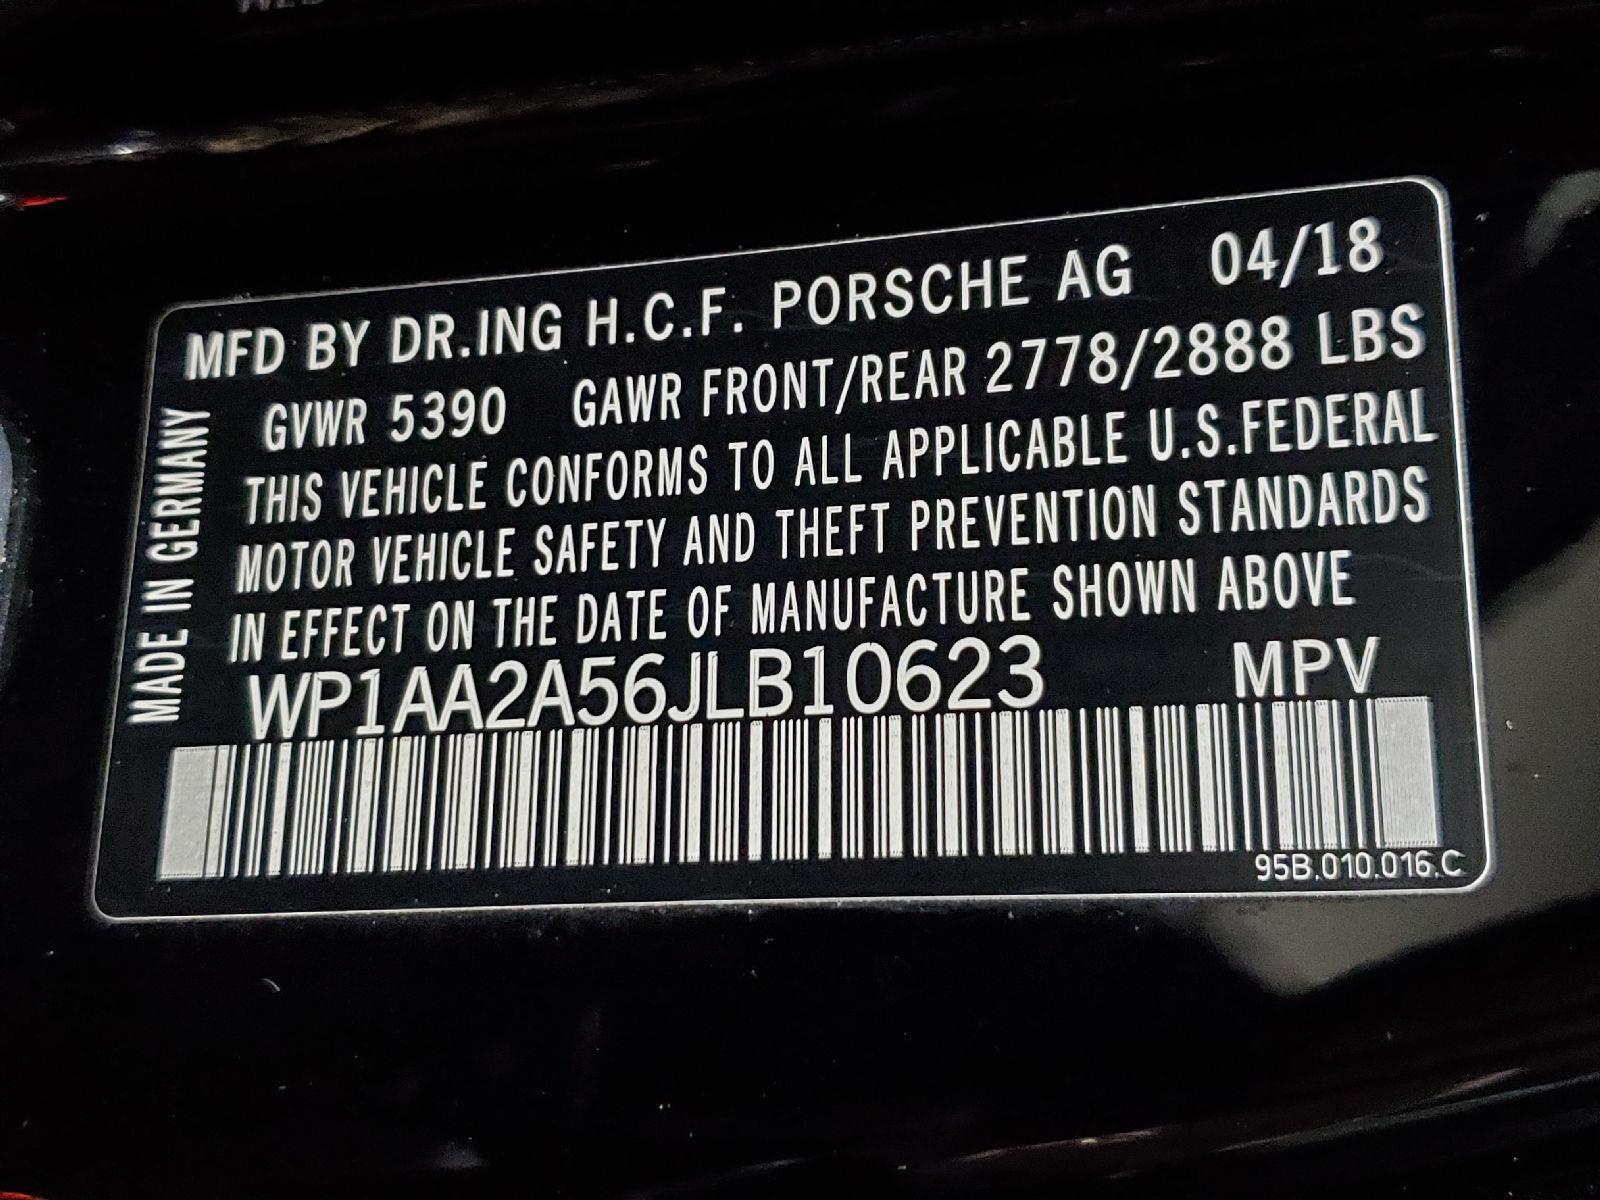 MFD BY DR.ING H.C.F. PORSCHE AG 04/18
GVWR 5390 GAWR FRONT/REAR 2778/2888 LBS
THIS VEHICLE CONFORMS TO ALL APPLICABLE U.S.FEDERAL
MOTOR VEHICLE SAFETY AND THEFT PREVENTION STANDARDS
IN EFFECT ON THE DATE OF MANUFACTURE SHOWN ABOVE
WP1AA2A56JLB10623 MPV
95B.010.016.C
MADE IN GERMANY